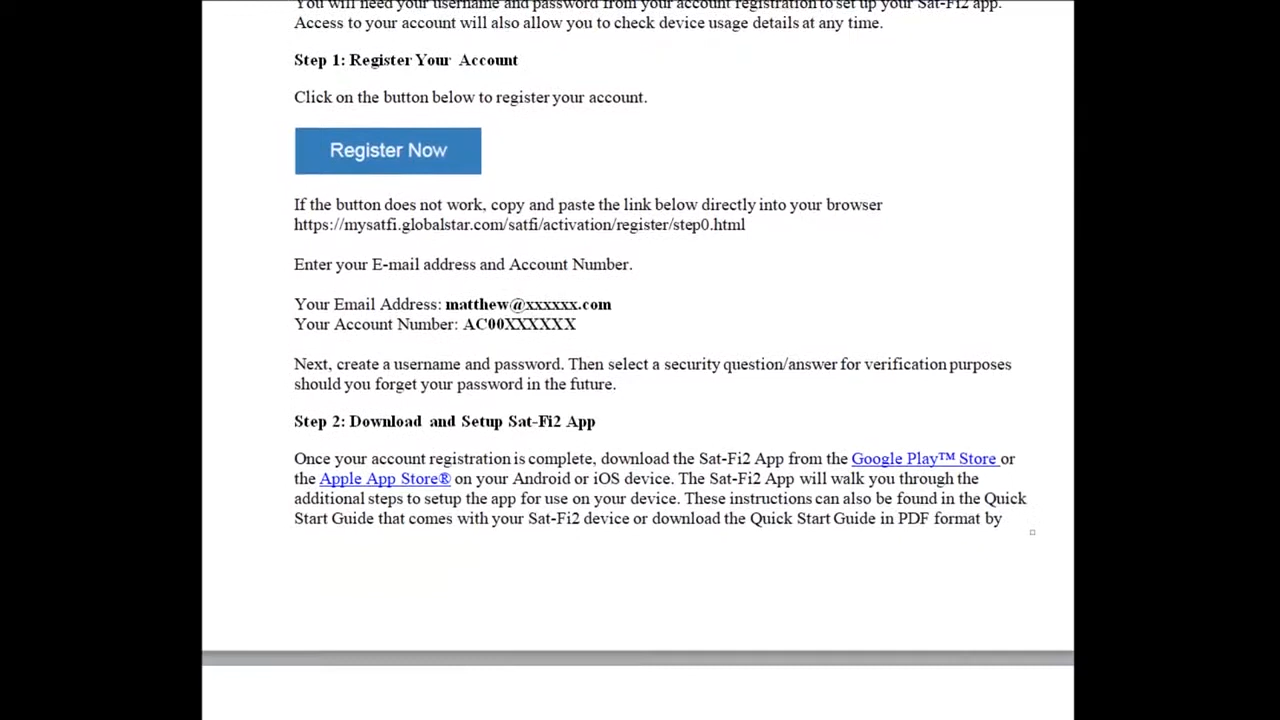 You will need your username and password from your account registration to set up your Sat-Fi2 app.
Access to your account will also allow you to check device usage details at any time.
Step 1: Register Your Account
Click on the button below to register your account.
Register Now
If the button does not work, copy and paste the link below directly into your browser
https://mysatfi.globalstar.com/satfi/activation/register/step0.html
Enter your E-mail address and Account Number.
Your Email Address: matthew@xxxxxx.com
Your Account Number: AC00XXXXXX
Next, create a username and password. Then select a security question/answer for verification purposes
should you forget your password in the future.
Step 2: Download and Setup Sat-Fi2 App
Once your account registration is complete, download the Sat-Fi2 App from the Google Play™ Store or
the Apple App Store® on your Android or iOS device. The Sat-Fi2 App will walk you through the
additional steps to setup the app for use on your device. These instructions can also be found in the Quick
Start Guide that comes with your Sat-Fi2 device or download the Quick Start Guide in PDF format by